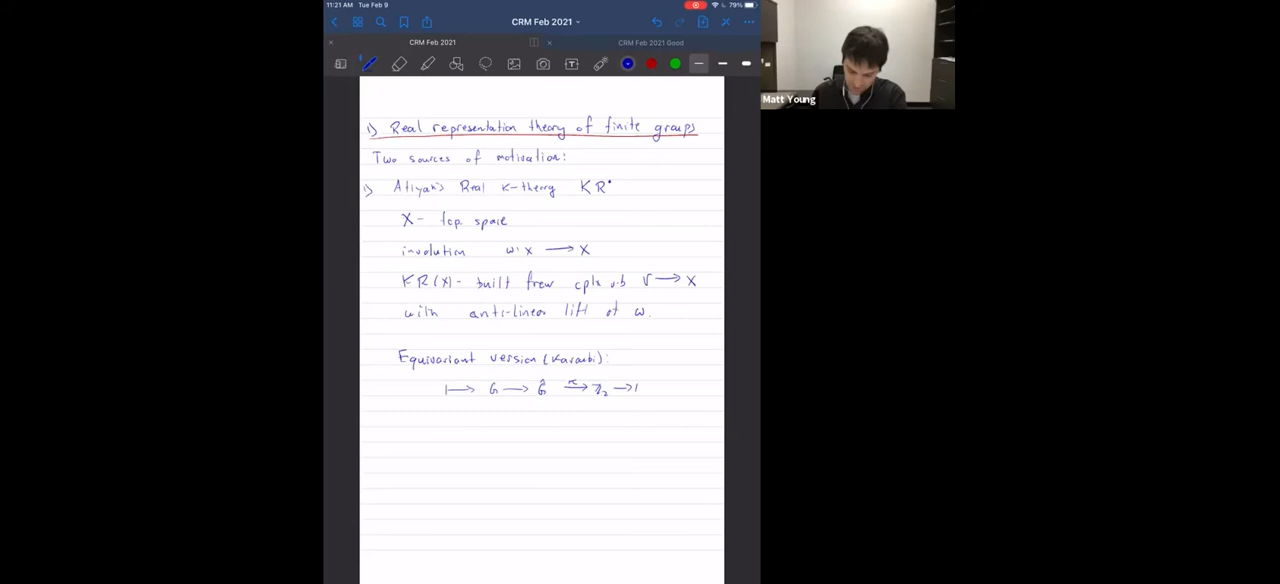 11:21 AM Tue Feb 9
79%
CRM Feb 2021
CRM Feb 2021
CRM Feb 2021 Good
Matt Young
1) Real representation theory of finite groups
Two sources of motivation:
1) Atiyah's Real K-theory KR•
X - top. space
involution ω: X → X
KR(X) - built from cplx v.b V → X
with anti-linear lift of ω.
Equivariant version (Karoubi):
1 → G → Ĝ →π ℤ₂ → 1